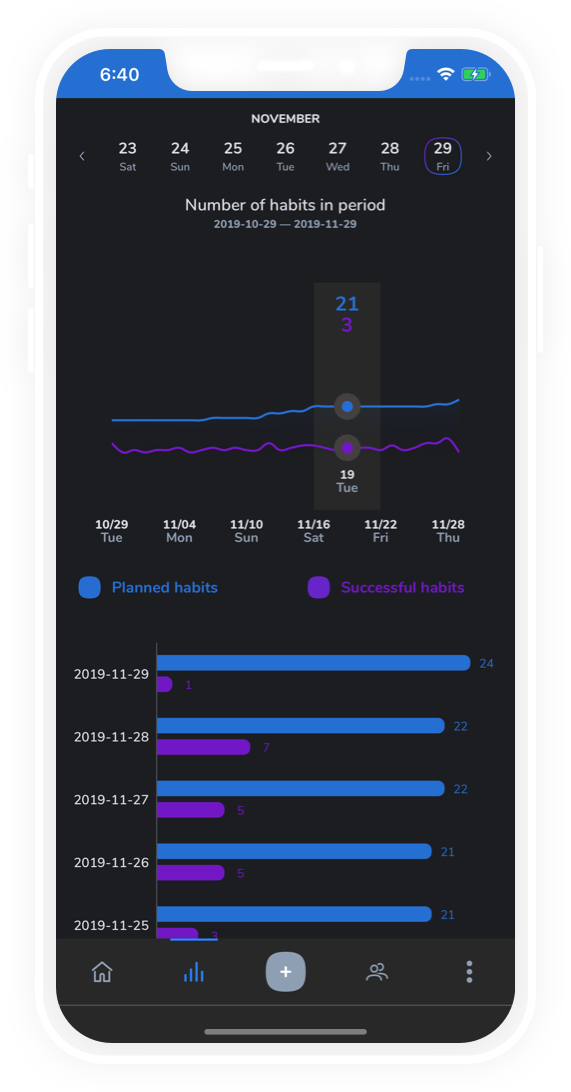 6:40
NOVEMBER
23 24 25 26 27 28 29
Sat Sun Mon Tue Wed Thu Fri
Number of habits in period
2019-10-29 — 2019-11-29
21
3
19
Tue
10/29 11/04 11/10 11/16 11/22 11/28
Tue Mon Sun Sat Fri Thu
Planned habits Successful habits
24
2019-11-29
1
22
2019-11-28
7
22
2019-11-27
5
21
2019-11-26
5
21
2019-11-25
3